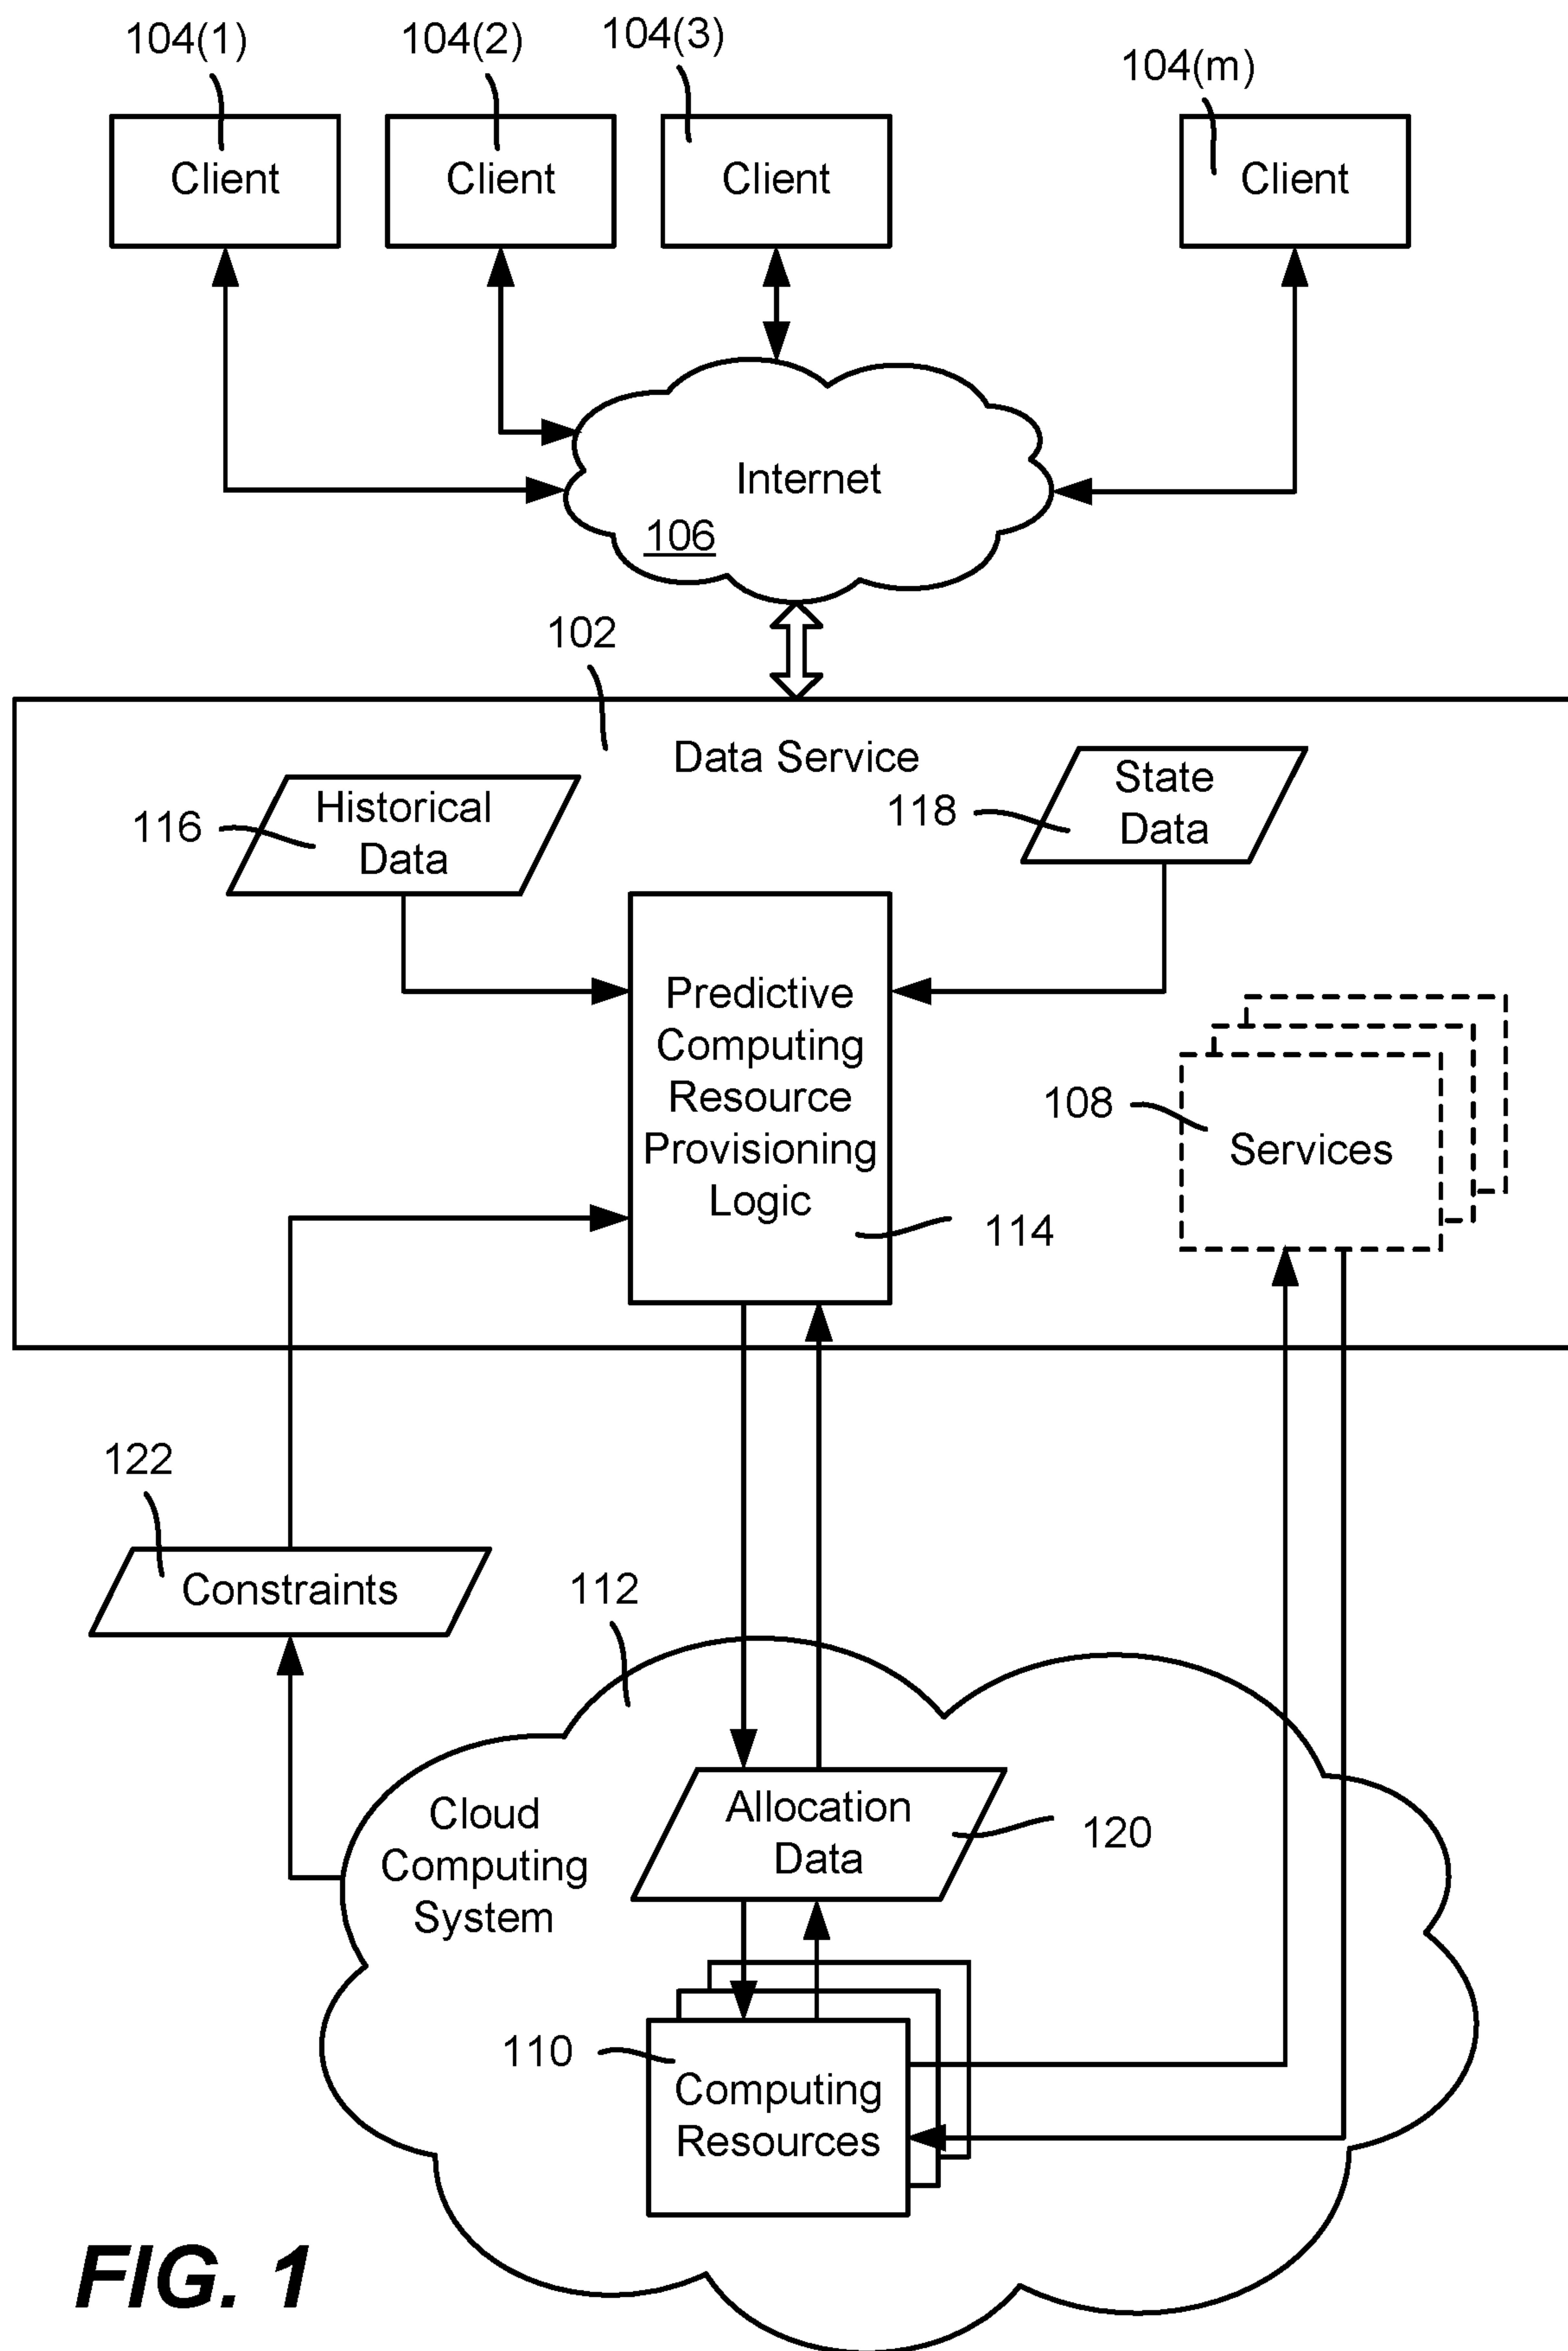 104(1)
104(2)
104(3)
104(m)
Client
Client
Client
Client
Internet
106
102
Data Service
Historical
Data
116
State
Data
118
Predictive
Computing
Resource
Provisioning
Logic
114
108
Services
122
Constraints
112
Cloud
Computing
System
Allocation
Data
120
110
Computing
Resources
FIG. 1